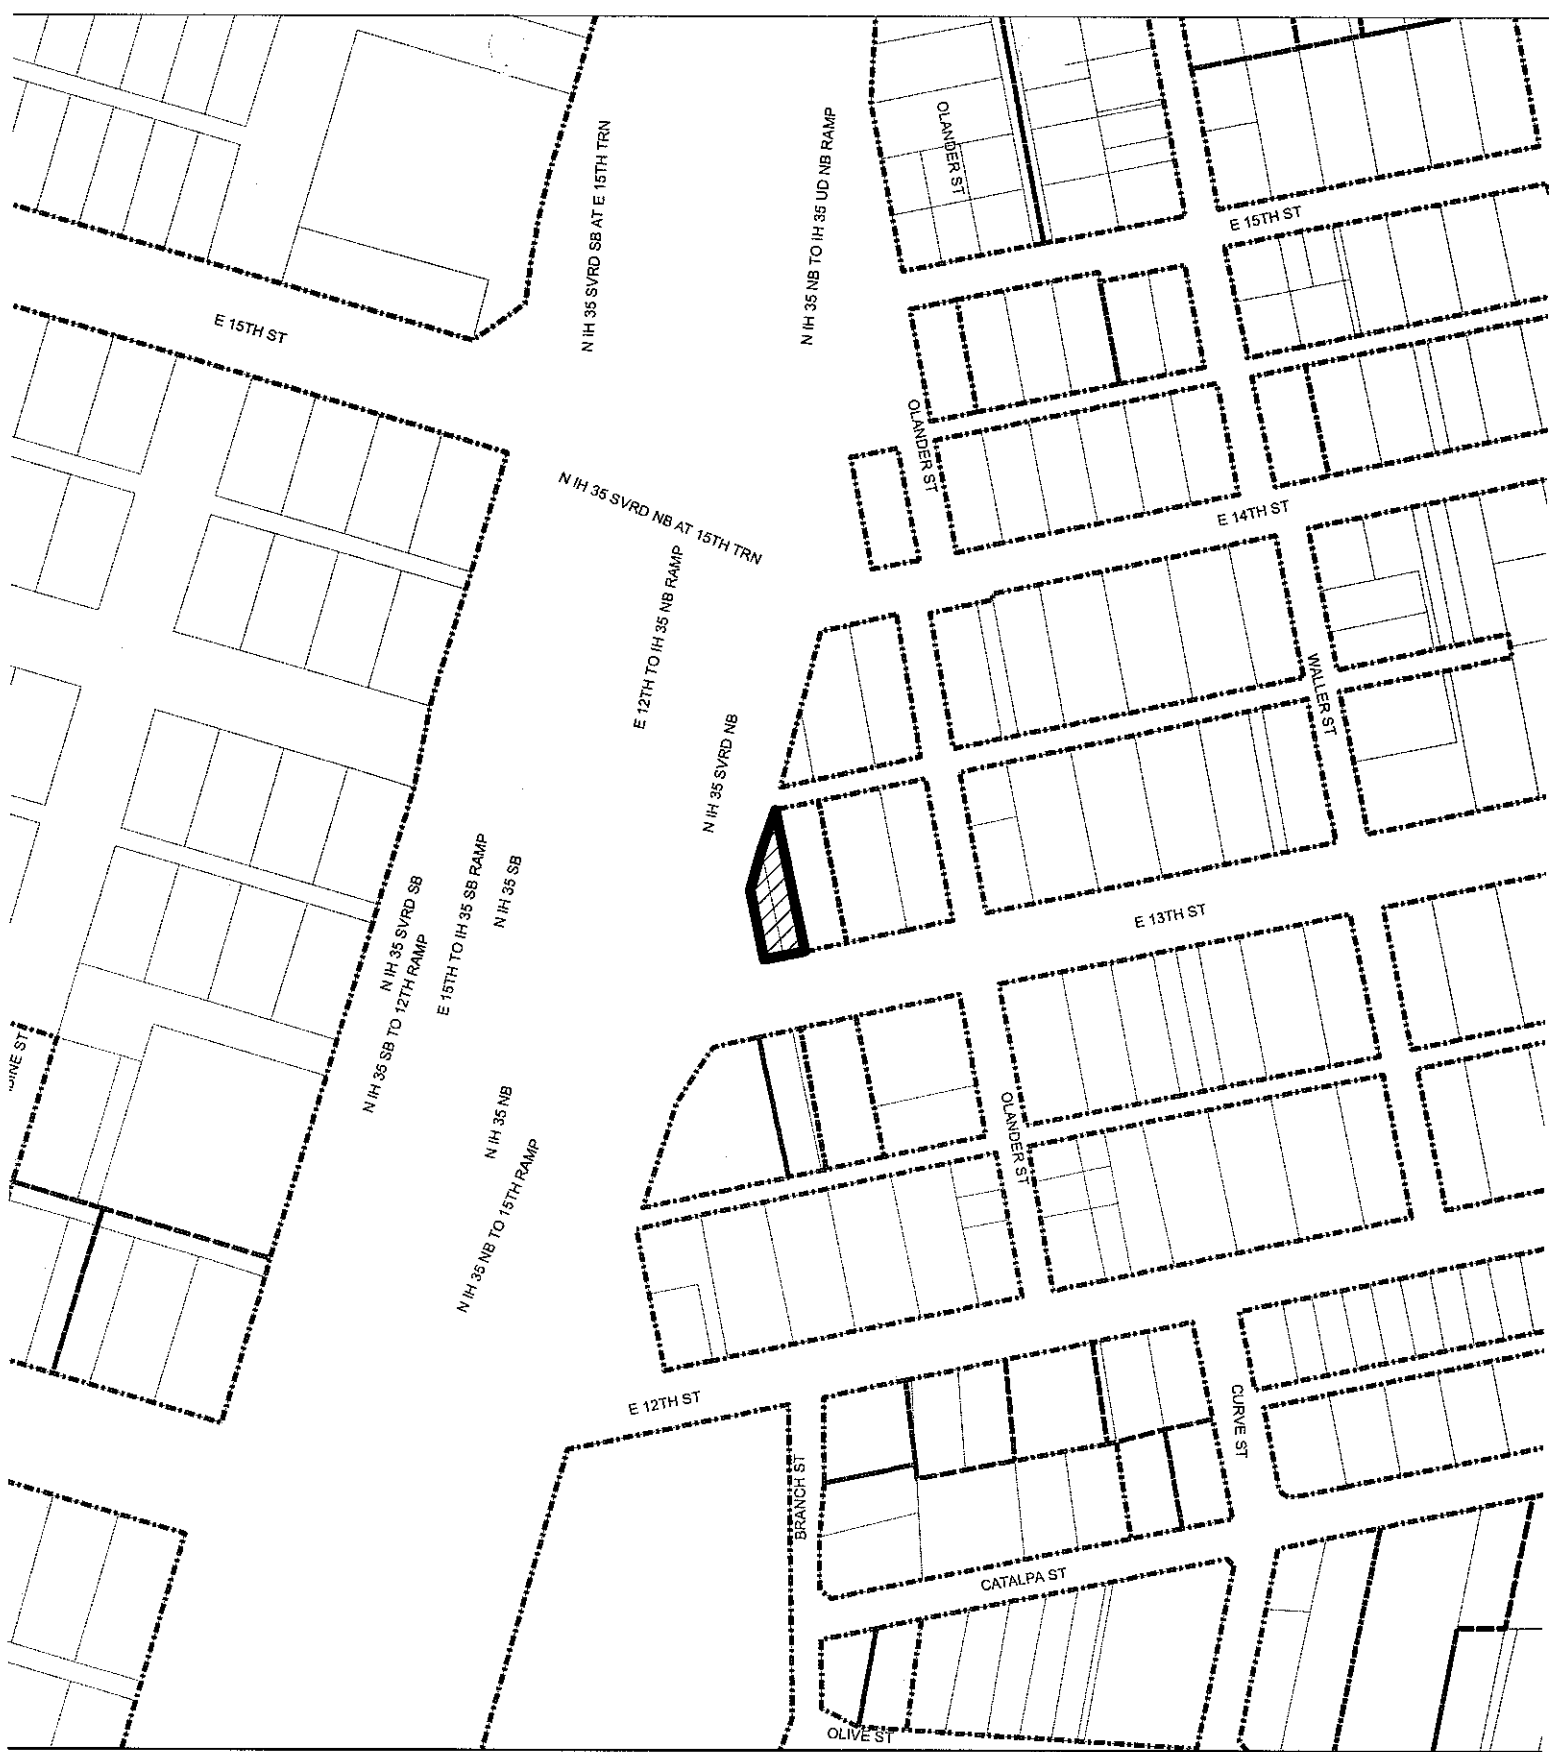 N IH 35 SVRD SB AT E 15TH TRN
N IH 35 NB TO IH 35 UD NB RAMP
OLANDER ST
E 15TH ST
E 15TH ST
OLANDER ST
N IH 35 SVRD NB AT 15TH TRN
E 14TH ST
E 12TH TO IH 35 NB RAMP
WALLER ST
N IH 35 SVRD NB
N IH 35 SVRD SB
N IH 35 SB TO 12TH RAMP
E 15TH TO IH 35 SB RAMP
N IH 35 SB
E 13TH ST
INE ST
N IH 35 NB
N IH 35 NB TO 15TH RAMP
OLANDER ST
E 12TH ST
CURVE ST
BRANCH ST
CATALPA ST
OLIVE ST